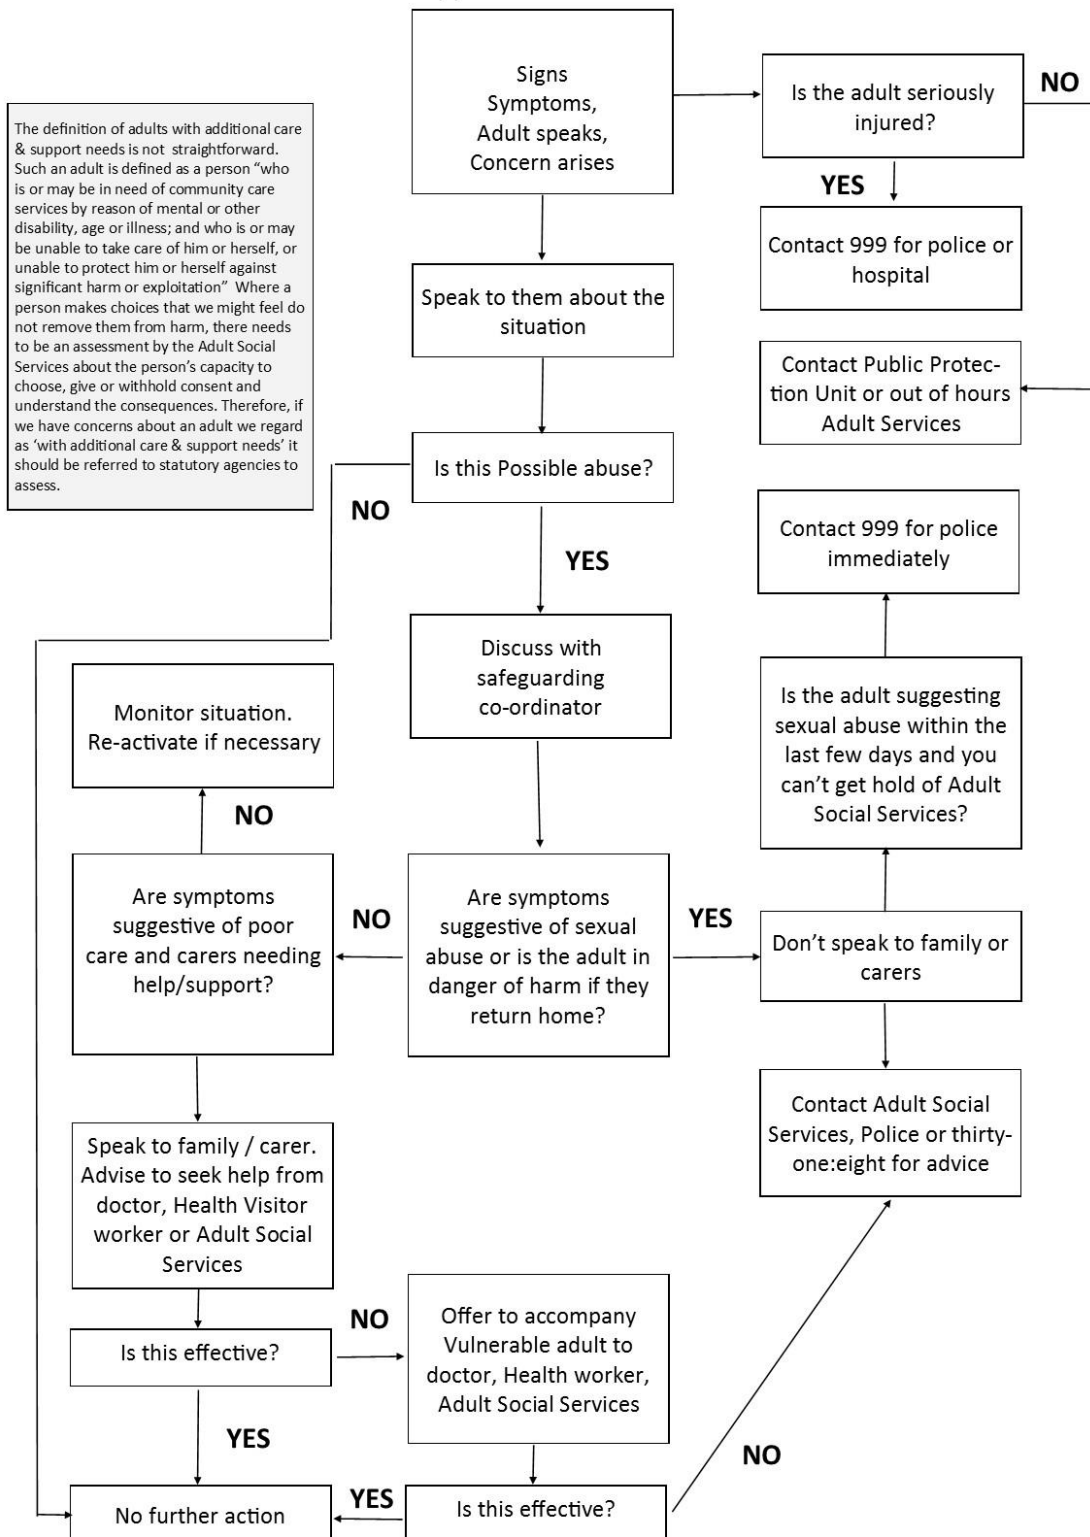 Signs
Symptoms,
Adult speaks,
Concern arises
Is the adult seriously
injured?
NO
YES
Contact 999 for police or
hospital
The definition of adults with additional care
& support needs is not straightforward.
Such an adult is defined as a person “who
is or may be in need of community care
services by reason of mental or other
disability, age or illness; and who is or may
be unable to take care of him or herself, or
unable to protect him or herself against
significant harm or exploitation” Where a
person makes choices that we might feel do
not remove them from harm, there needs
to be an assessment by the Adult Social
Services about the person’s capacity to
choose, give or withhold consent and
understand the consequences. Therefore, if
we have concerns about an adult we regard
as ‘with additional care & support needs’ it
should be referred to statutory agencies to
assess.
Speak to them about the
situation
Contact Public Protec-
tion Unit or out of hours
Adult Services
Is this Possible abuse?
NO
YES
Contact 999 for police
immediately
Discuss with
safeguarding
co-ordinator
Monitor situation.
Re-activate if necessary
Is the adult suggesting
sexual abuse within the
last few days and you
can’t get hold of Adult
Social Services?
NO
Are symptoms
suggestive of poor
care and carers needing
help/support?
NO
Are symptoms
suggestive of sexual
abuse or is the adult in
danger of harm if they
return home?
YES
Don’t speak to family or
carers
Contact Adult Social
Services, Police or thirty-
one:eight for advice
Speak to family / carer.
Advise to seek help from
doctor, Health Visitor
worker or Adult Social
Services
Is this effective?
NO
Offer to accompany
Vulnerable adult to
doctor, Health worker,
Adult Social Services
YES
NO
No further action
YES
Is this effective?